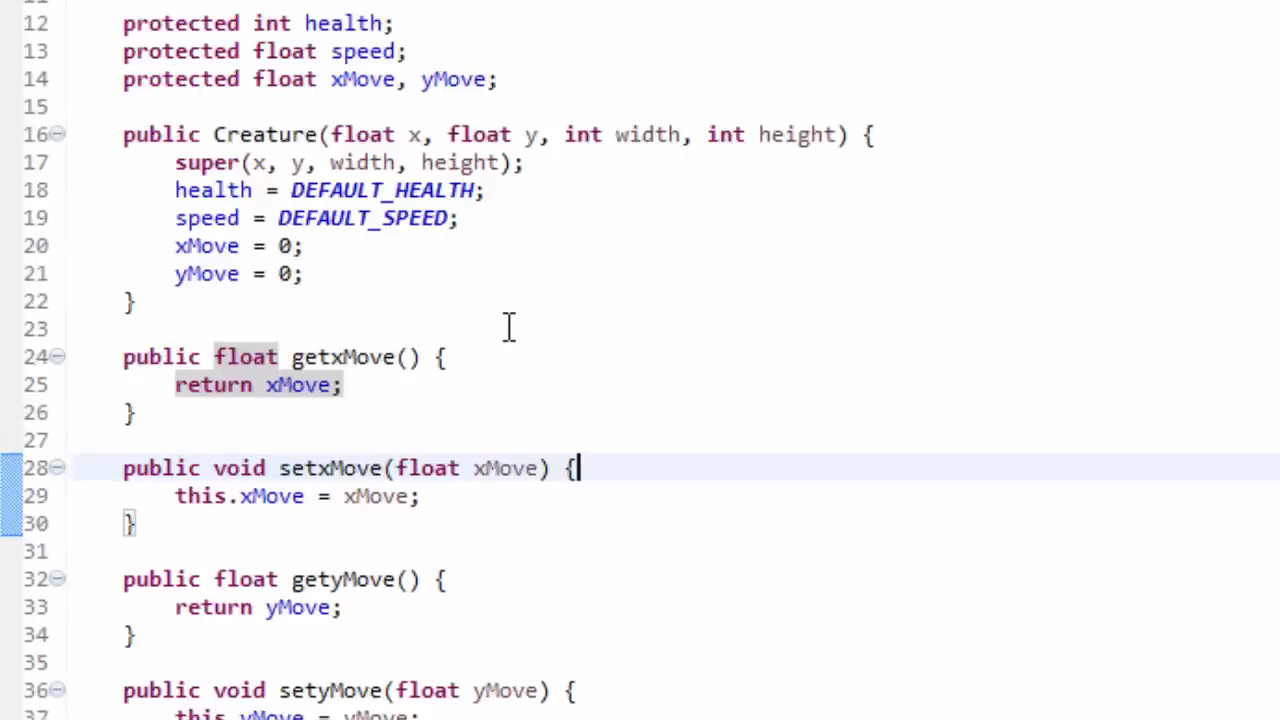 12 protected int health;
13 protected float speed;
14 protected float xMove, yMove;
15
16 public Creature(float x, float y, int width, int height) {
17 super(x, y, width, height);
18 health = DEFAULT_HEALTH;
19 speed = DEFAULT_SPEED;
20 xMove = 0;
21 yMove = 0;
22 }
23
24 public float getxMove() {
25 return xMove;
26 }
27
28 public void setxMove(float xMove) {
29 this.xMove = xMove;
30 }
31
32 public float getyMove() {
33 return yMove;
34 }
35
36 public void setyMove(float yMove) {
37 this.yMove = yMove;